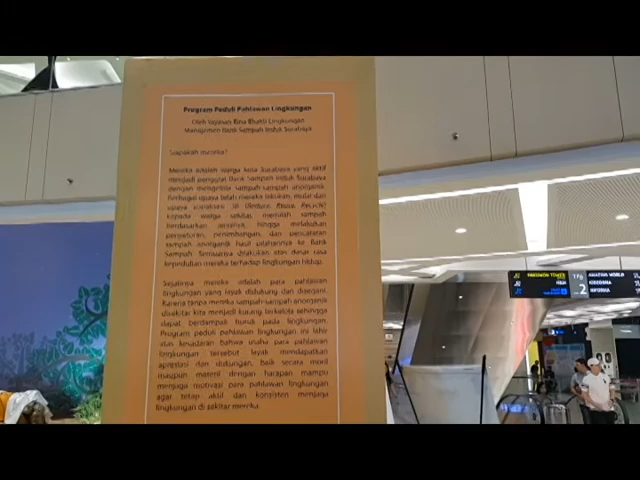 Program Peduli Pahlawan Lingkungan
Oleh Yayasan Bina Bhakti Lingkungan
Manajemen Bank Sampah Induk Surabaya
Siapakah mereka?
Mereka adalah warga kota Surabaya yang aktif
menjadi penggiat Bank Sampah Induk Surabaya
dengan mengelola sampah-sampah anorganik.
Berbagai upaya telah mereka lakukan, mulai dari
upaya sosialisasi 3R (Reduce, Reuse, Recycle)
kepada warga sekitar, memilah sampah
berdasarkan jenisnya, hingga melakukan
penyetoran, penimbangan, dan pencatatan
sampah anorganik hasil pilahannya ke Bank
Sampah. Semuanya dilakukan atas dasar rasa
kepedulian mereka terhadap lingkungan hidup.
Sejatinya mereka adalah para pahlawan
lingkungan yang layak didukung dan disegani.
Karena tanpa mereka sampah-sampah anorganik
disekitar kita menjadi kurang terkelola sehingga
dapat berdampak buruk pada lingkungan.
Program peduli pahlawan lingkungan ini lahir
atas kesadaran bahwa usaha para pahlawan
lingkungan tersebut layak mendapatkan
apresiasi dan dukungan, baik secara moril
maupun materil dengan harapan mampu
menjaga motivasi para pahlawan lingkungan
agar tetap aktif dan konsisten menjaga
lingkungan di sekitar mereka.
2
INFORMA